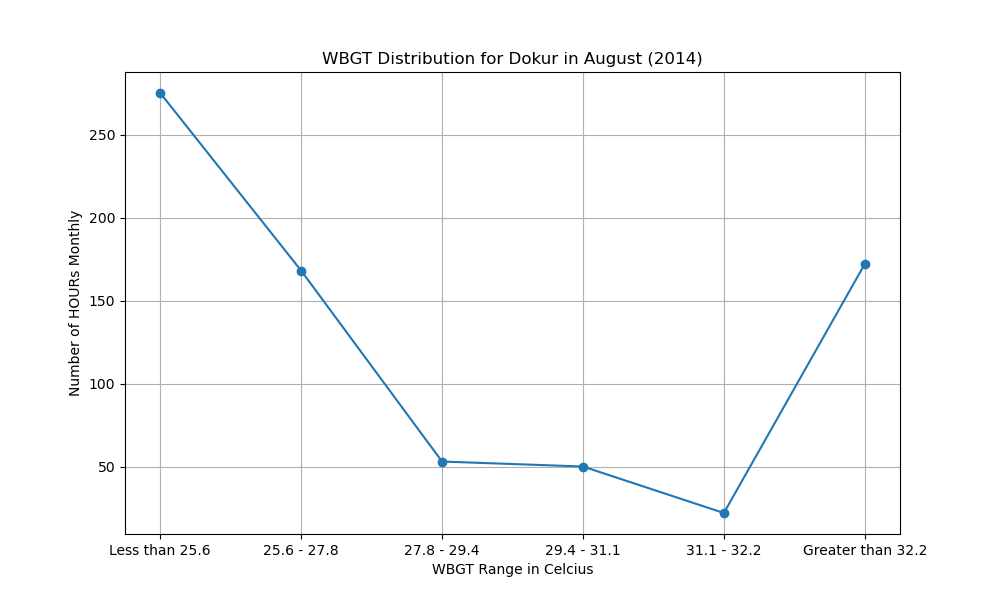 WBGT Distribution for Dokur in August (2014)
Number of HOURs Monthly
250
200
150
100
50
Less than 25.6
25.6 - 27.8
27.8 - 29.4
29.4 - 31.1
31.1 - 32.2
Greater than 32.2
WBGT Range in Celcius